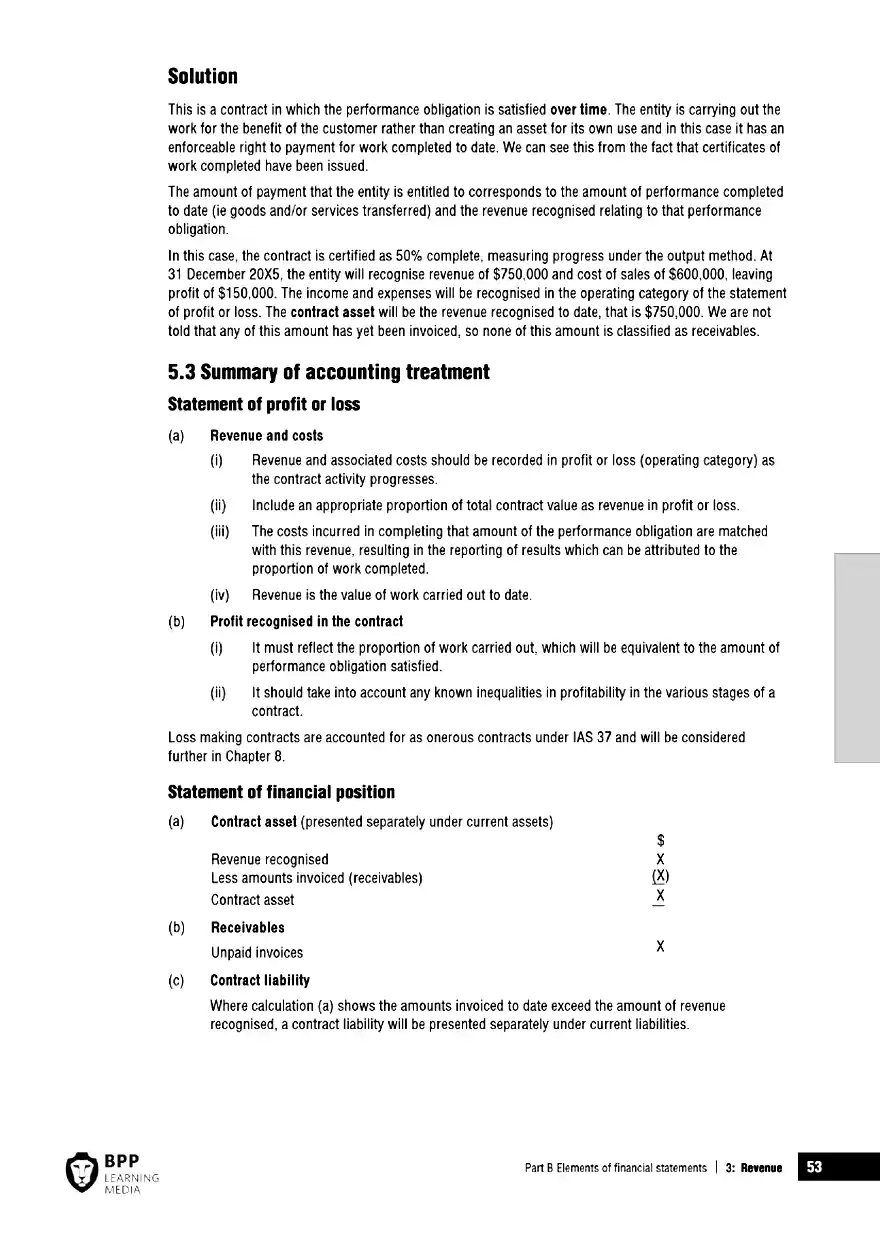 Solution
This is a contract in which the performance obligation is satisfied over time. The entity is carrying out the
work for the benefit of the customer rather than creating an asset for its own use and in this case it has an
enforceable right to payment for work completed to date. We can see this from the fact that certificates of
work completed have been issued.
The amount of payment that the entity is entitled to corresponds to the amount of performance completed
to date (ie goods and/or services transferred) and the revenue recognised relating to that performance
obligation.
In this case, the contract is certified as 50% complete, measuring progress under the output method. At
31 December 20X5, the entity will recognise revenue of $750,000 and cost of sales of $600,000, leaving
profit of $150,000. The income and expenses will be recognised in the operating category of the statement
of profit or loss. The contract asset will be the revenue recognised to date, that is $750,000. We are not
told that any of this amount has yet been invoiced, so none of this amount is classified as receivables.
5.3 Summary of accounting treatment
Statement of profit or loss
(a) Revenue and costs
(i) Revenue and associated costs should be recorded in profit or loss (operating category) as
the contract activity progresses.
(ii) Include an appropriate proportion of total contract value as revenue in profit or loss.
(iii) The costs incurred in completing that amount of the performance obligation are matched
with this revenue, resulting in the reporting of results which can be attributed to the
proportion of work completed.
(iv) Revenue is the value of work carried out to date.
(b) Profit recognised in the contract
(i) It must reflect the proportion of work carried out, which will be equivalent to the amount of
performance obligation satisfied.
(ii) It should take into account any known inequalities in profitability in the various stages of a
contract.
Loss making contracts are accounted for as onerous contracts under IAS 37 and will be considered
further in Chapter 8.
Statement of financial position
(a) Contract asset (presented separately under current assets)
$
Revenue recognised X
Less amounts invoiced (receivables) (X)
Contract asset X
(b) Receivables
Unpaid invoices X
(c) Contract liability
Where calculation (a) shows the amounts invoiced to date exceed the amount of revenue
recognised, a contract liability will be presented separately under current liabilities.
BPP
LEARNING
MEDIA
Part B Elements of financial statements | 3: Revenue 53